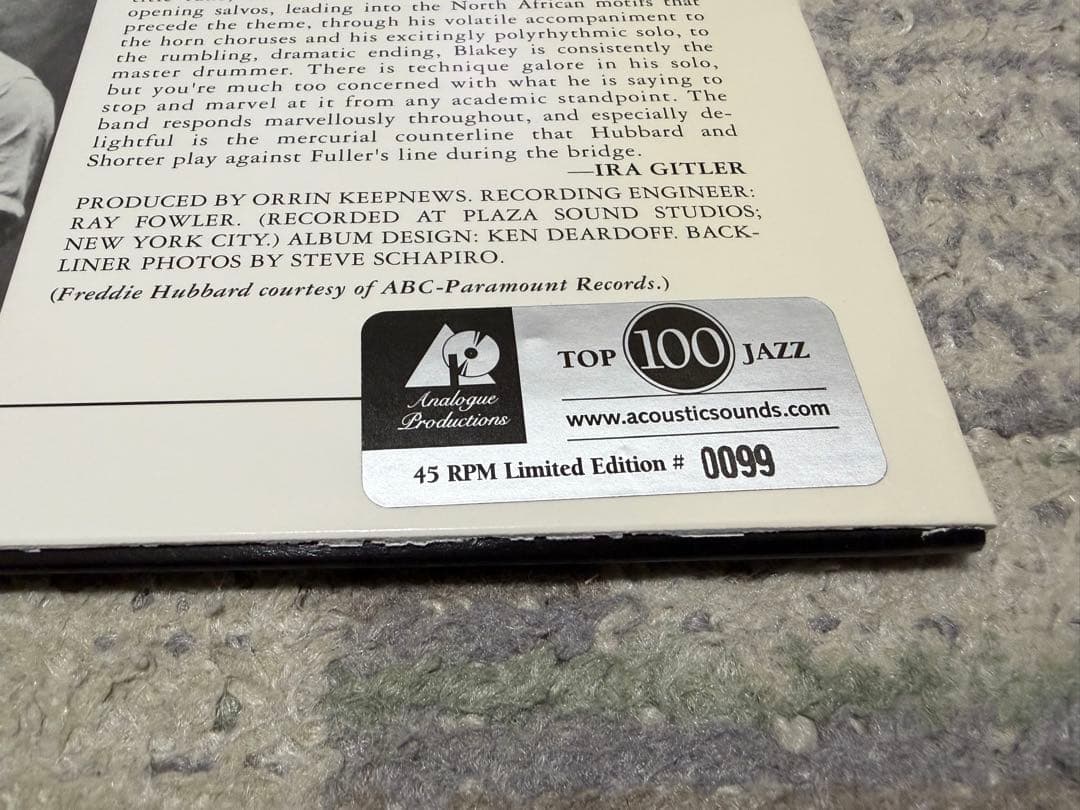 opening salvos, leading into the North African motifs that
precede the theme, through his volatile accompaniment to
the horn choruses and his excitingly polyrhythmic solo, to
the rumbling, dramatic ending, Blakey is consistently the
master drummer. There is technique galore in his solo,
but you're much too concerned with what he is saying to
stop and marvel at it from any academic standpoint. The
band responds marvellously throughout, and especially de-
lightful is the mercurial counterline that Hubbard and
Shorter play against Fuller's line during the bridge.
—IRA GITLER
PRODUCED BY ORRIN KEEPNEWS. RECORDING ENGINEER:
RAY FOWLER. (RECORDED AT PLAZA SOUND STUDIOS;
NEW YORK CITY.) ALBUM DESIGN: KEN DEARDOFF. BACK-
LINER PHOTOS BY STEVE SCHAPIRO.
(Freddie Hubbard courtesy of ABC-Paramount Records.)
Analogue
Productions
TOP 100 JAZZ
www.acousticsounds.com
45 RPM Limited Edition # 0099